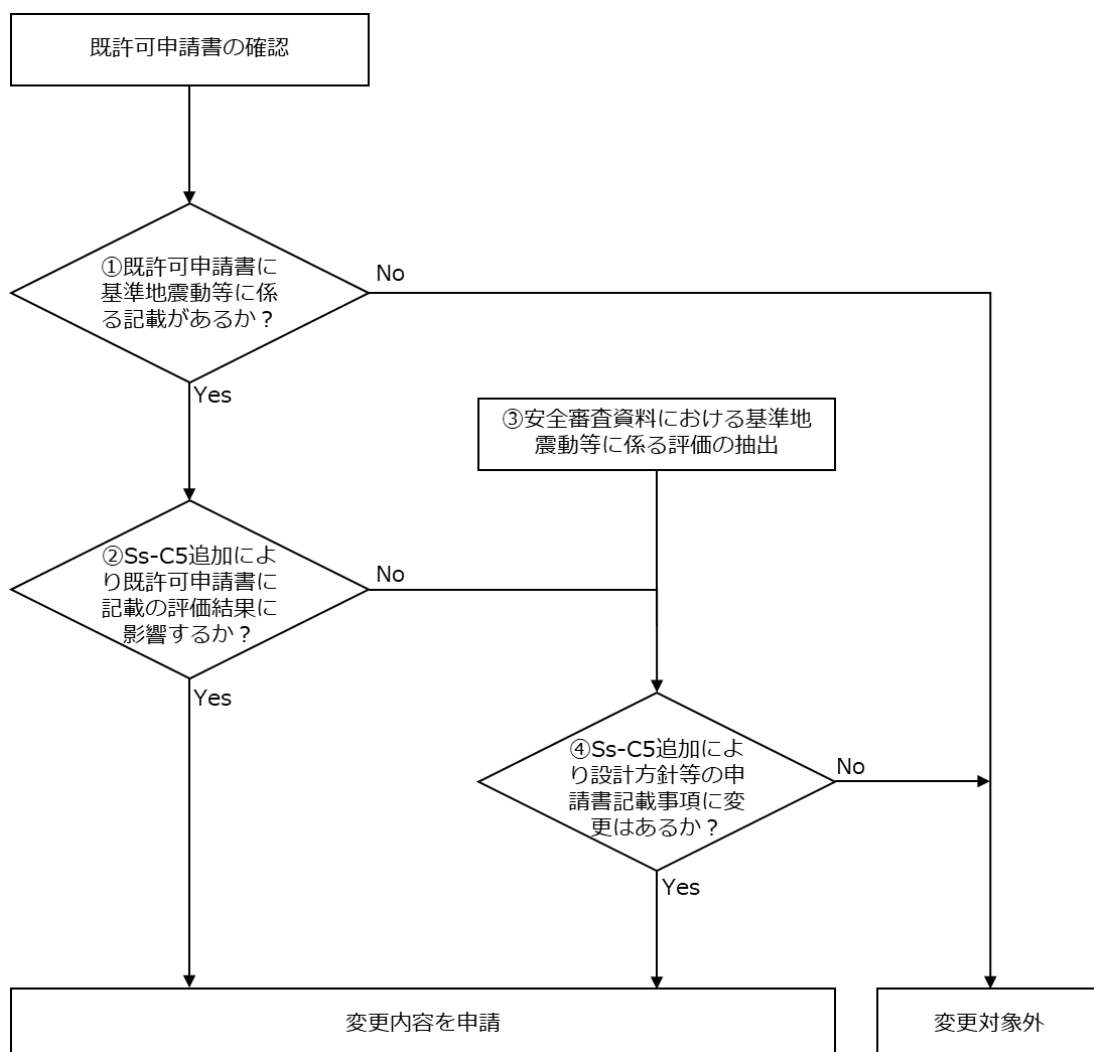 既許可申請書の確認
①既許可申請書に
基準地震動等に係
る記載があるか？
No
Yes
③安全審査資料における基準地
震動等に係る評価の抽出
②Ss-C5追加によ
り既許可申請書に
記載の評価結果に
影響するか？
No
Yes
④Ss-C5追加によ
り設計方針等の申
請書記載事項に変
更はあるか？
No
Yes
変更内容を申請
変更対象外